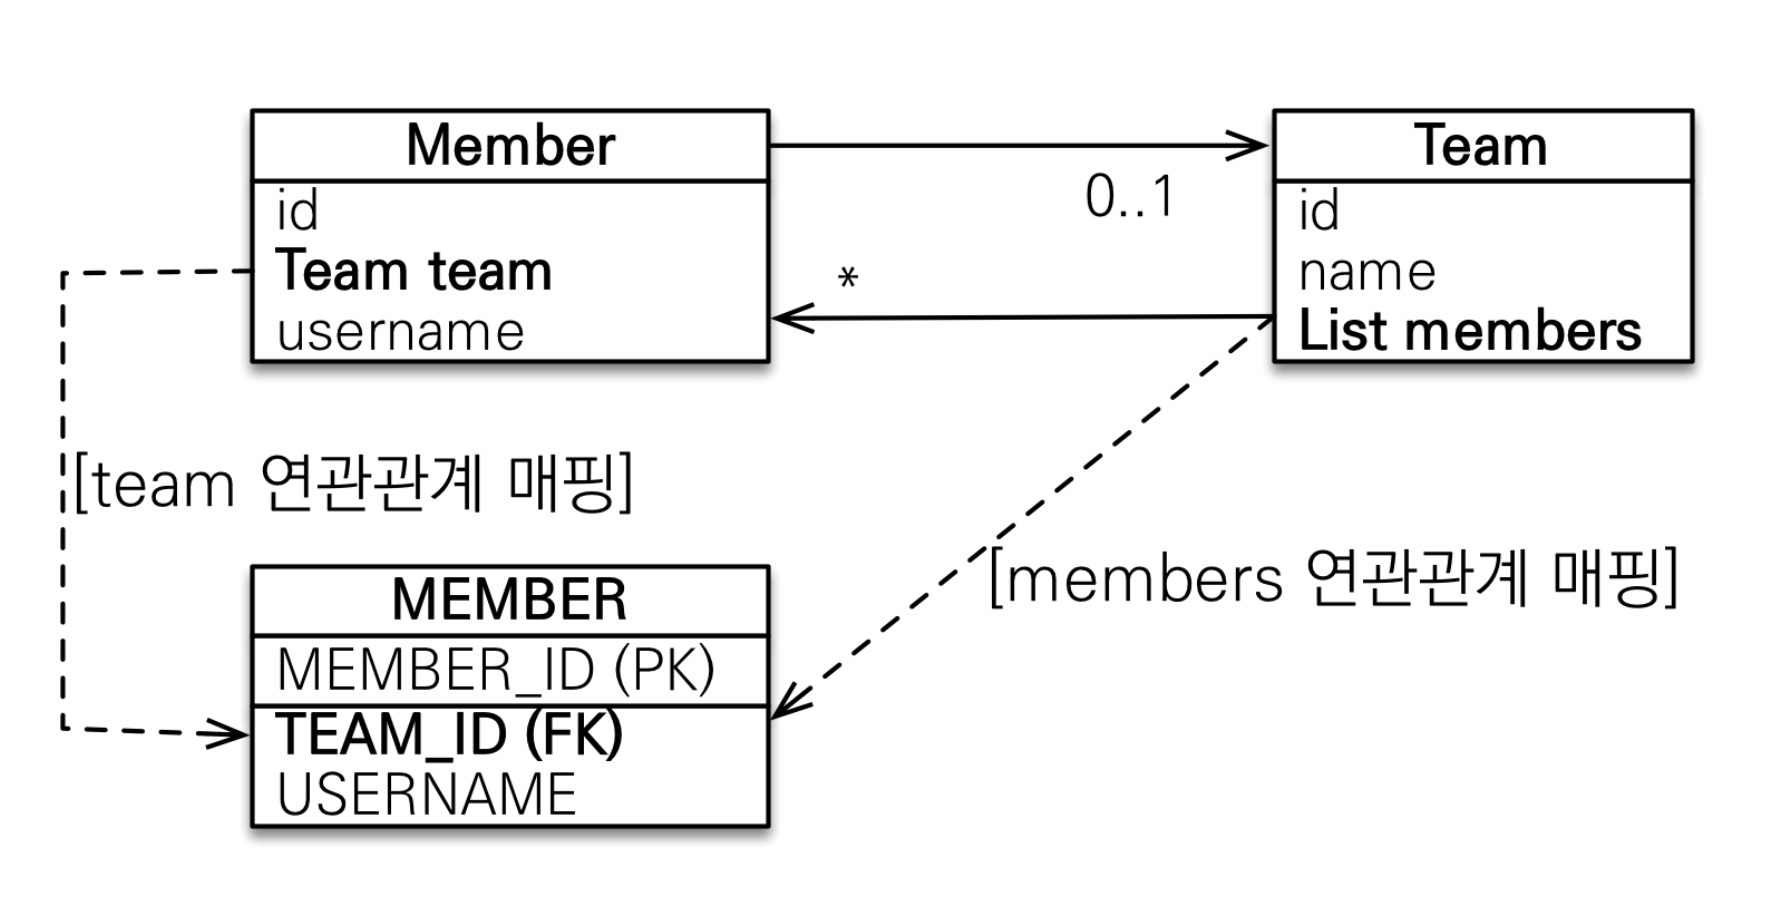 Member
id
Team team
username
0..1
*
Team
id
name
List members
[team 연관관계 매핑]
[members 연관관계 매핑]
MEMBER
MEMBER_ID (PK)
TEAM_ID (FK)
USERNAME